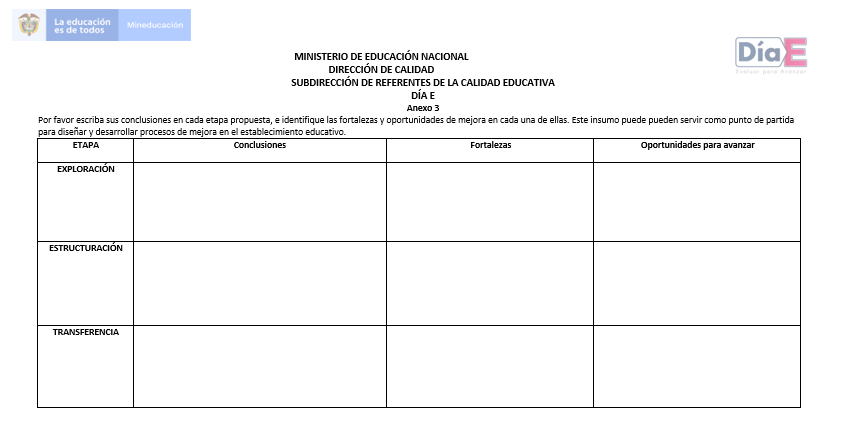 La educación
es de todos
Mineducación
DíaE
Evaluar para Avanzar
MINISTERIO DE EDUCACIÓN NACIONAL
DIRECCIÓN DE CALIDAD
SUBDIRECCIÓN DE REFERENTES DE LA CALIDAD EDUCATIVA
DÍA E
Anexo 3
Por favor escriba sus conclusiones en cada etapa propuesta, e identifique las fortalezas y oportunidades de mejora en cada una de ellas. Este insumo puede pueden servir como punto de partida
para diseñar y desarrollar procesos de mejora en el establecimiento educativo.
ETAPA Conclusiones Fortalezas Oportunidades para avanzar
EXPLORACIÓN
ESTRUCTURACIÓN
TRANSFERENCIA